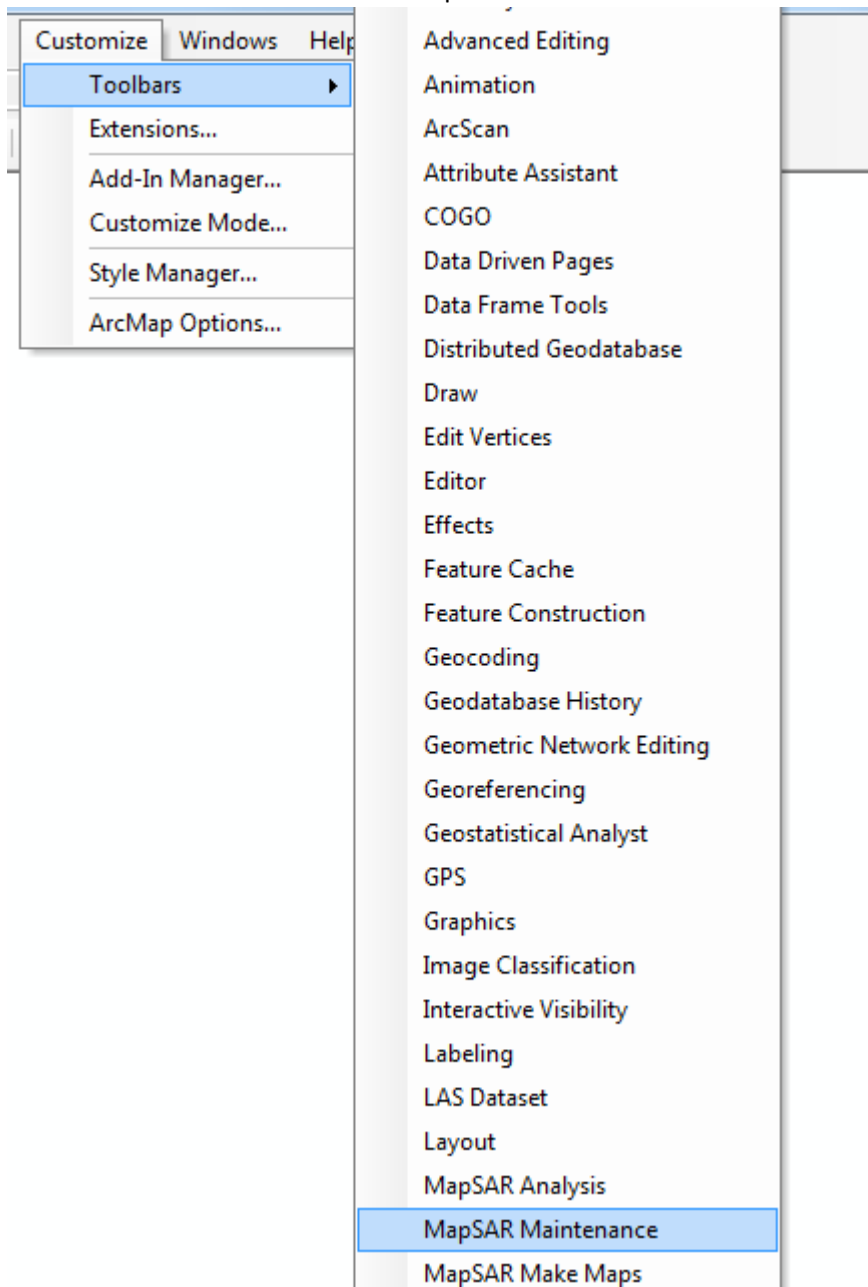 Customize Windows Help
Toolbars
Extensions...
Add-In Manager...
Customize Mode...
Style Manager...
ArcMap Options...
Advanced Editing
Animation
ArcScan
Attribute Assistant
COGO
Data Driven Pages
Data Frame Tools
Distributed Geodatabase
Draw
Edit Vertices
Editor
Effects
Feature Cache
Feature Construction
Geocoding
Geodatabase History
Geometric Network Editing
Georeferencing
Geostatistical Analyst
GPS
Graphics
Image Classification
Interactive Visibility
Labeling
LAS Dataset
Layout
MapSAR Analysis
MapSAR Maintenance
MapSAR Make Maps